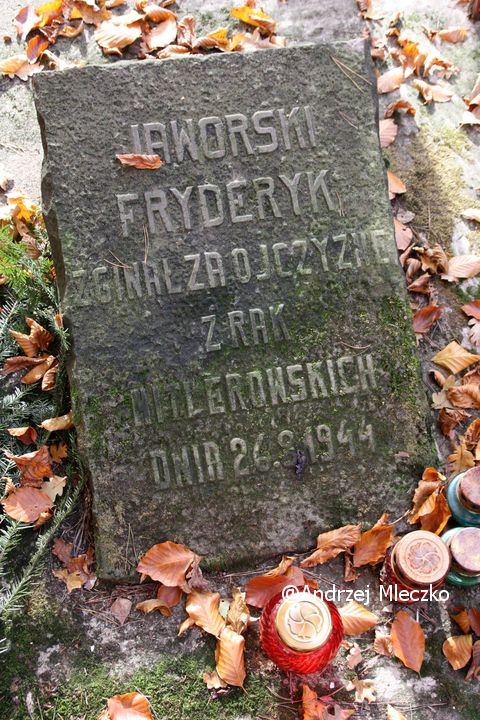 JAWORSKI
FRYDERYK
ZGINĄŁ ZA OJCZYZNĘ
Z RĄK
HITLEROWSKICH
DNIA 26.8.1944
©Andrzej Mleczko